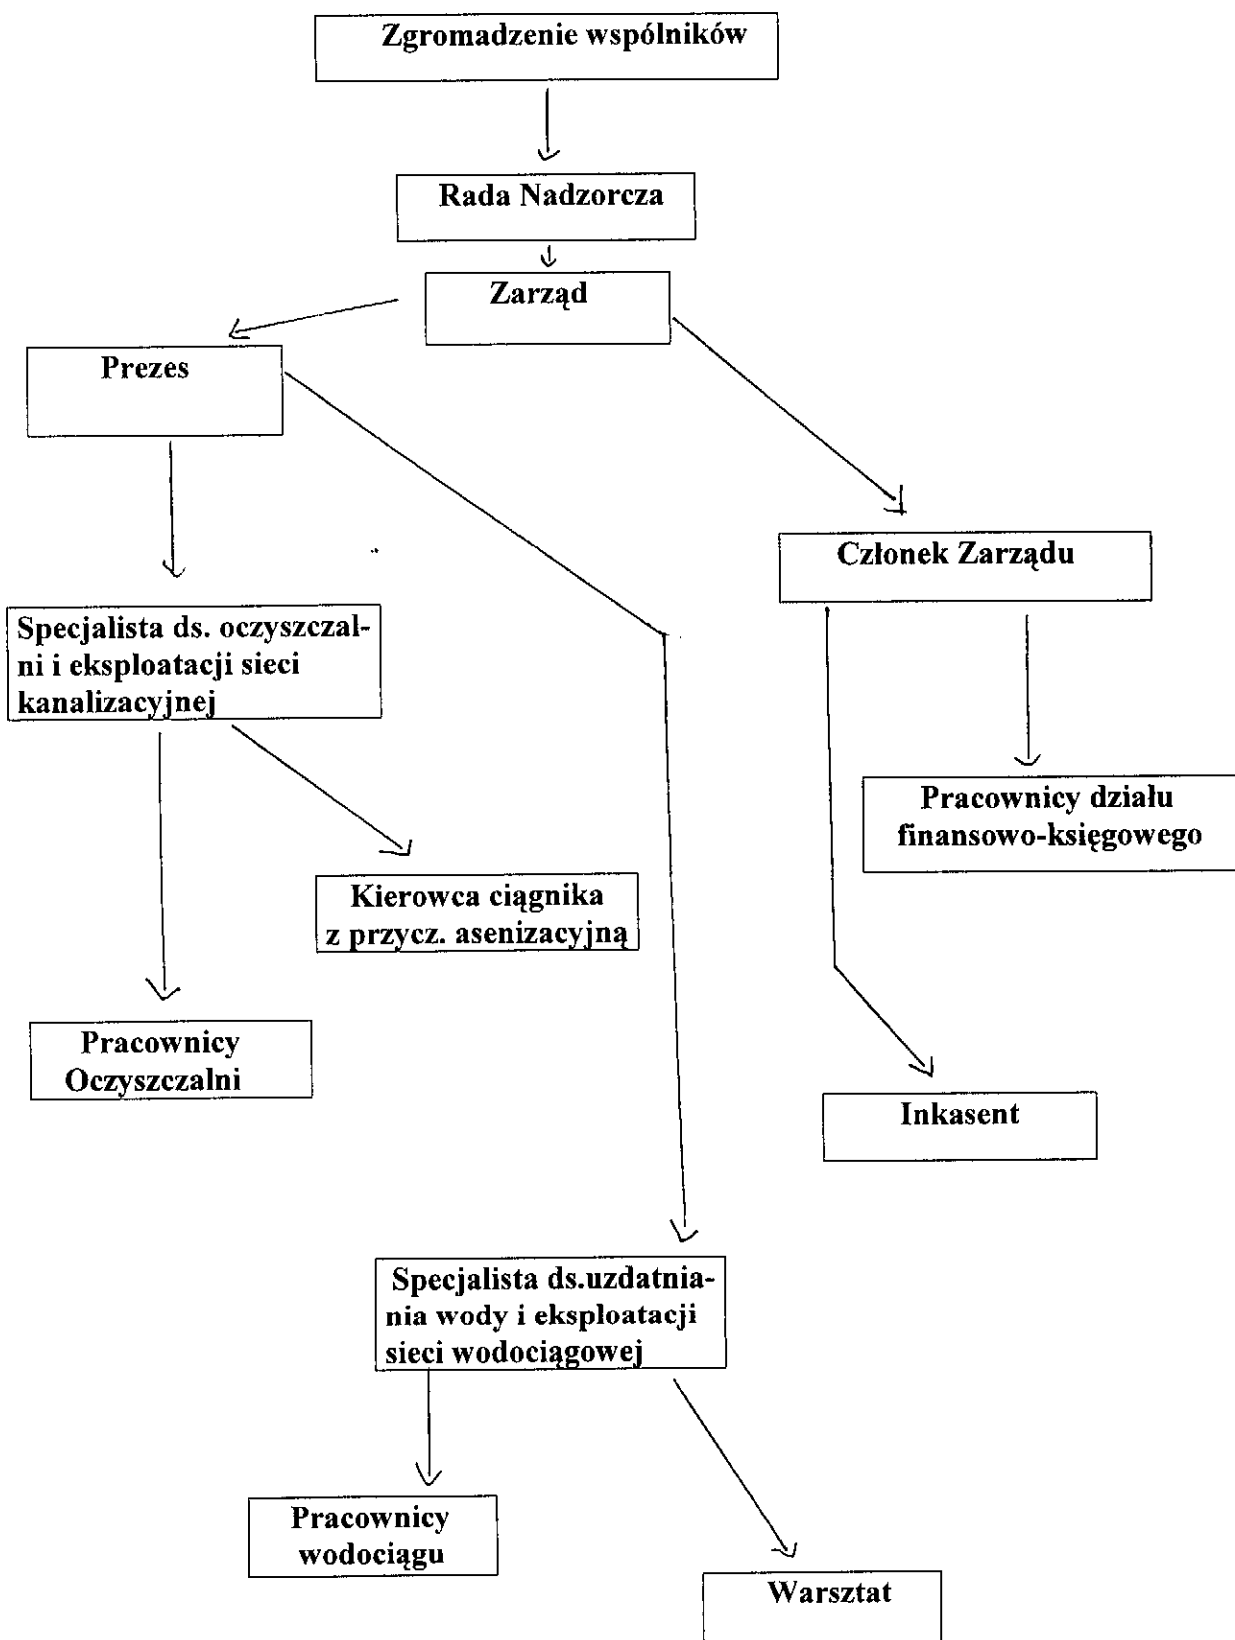 Zgromadzenie wspólników
Rada Nadzorcza
Zarząd
Prezes
Członek Zarządu
Specjalista ds. oczyszczal-
ni i eksploatacji sieci
kanalizacyjnej
Pracownicy działu
finansowo-księgowego
Kierowca ciągnika
z przycz. asenizacyjną
Pracownicy
Oczyszczalni
Inkasent
Specjalista ds.uzdatnia-
nia wody i eksploatacji
sieci wodociągowej
Pracownicy
wodociągu
Warsztat